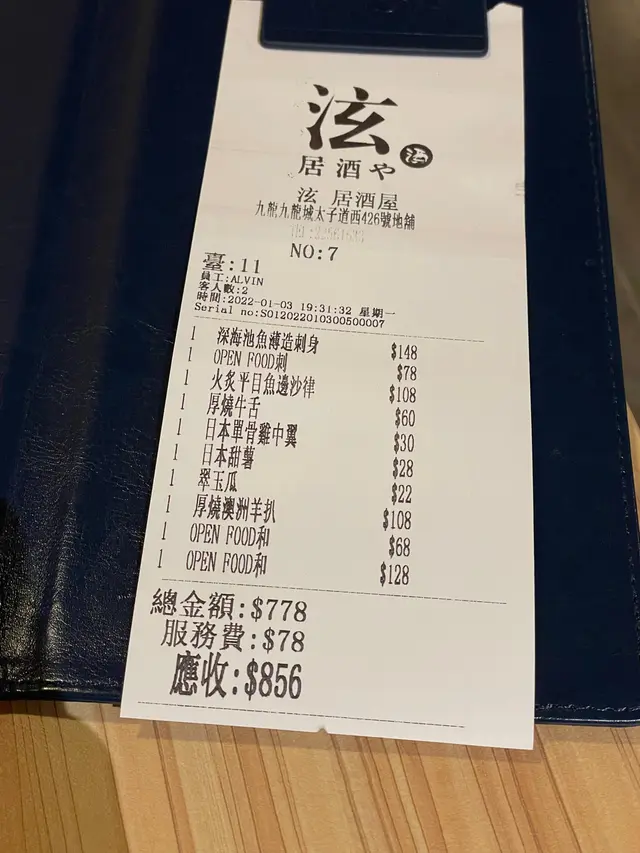 泫
居酒や
泫 居酒屋
九龍九龍城太子道西426號地舖
NO:7
臺:11
員工:ALVIN
客人數:2
時間:2022-01-03 19:31:32 星期一
Serial no:S012022010300500007
1 深海池魚薄造刺身 $148
1 OPEN FOOD刺 $78
1 火炙平目魚邊沙律 $108
1 厚燒牛舌 $60
1 日本單骨雞中翼 $30
1 日本甜薯 $28
1 翠玉瓜 $22
1 厚燒澳洲羊扒 $108
1 OPEN FOOD和 $68
1 OPEN FOOD和 $128
總金額:$778
服務費:$78
應收:$856